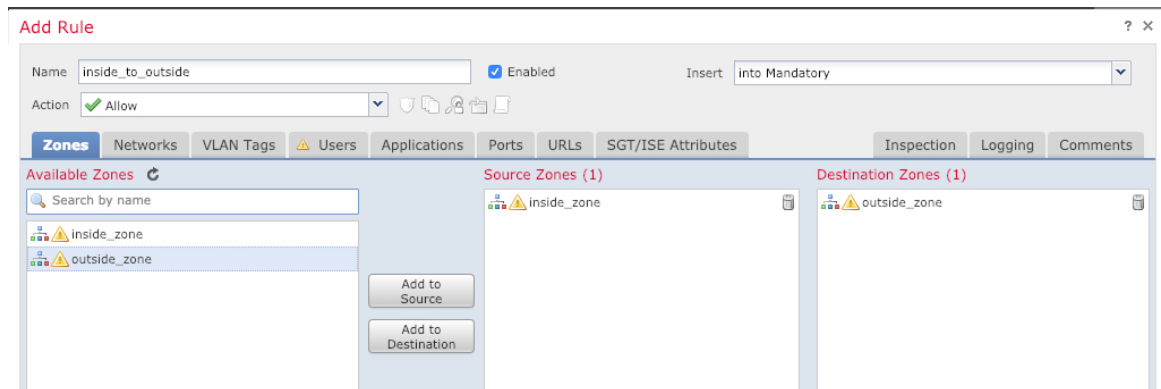 Add Rule ? ×
Name inside_to_outside Enabled Insert into Mandatory
Action Allow
Zones Networks VLAN Tags Users Applications Ports URLs SGT/ISE Attributes Inspection Logging Comments
Available Zones Source Zones (1) Destination Zones (1)
Search by name inside_zone outside_zone
inside_zone
outside_zone
Add to
Source
Add to
Destination